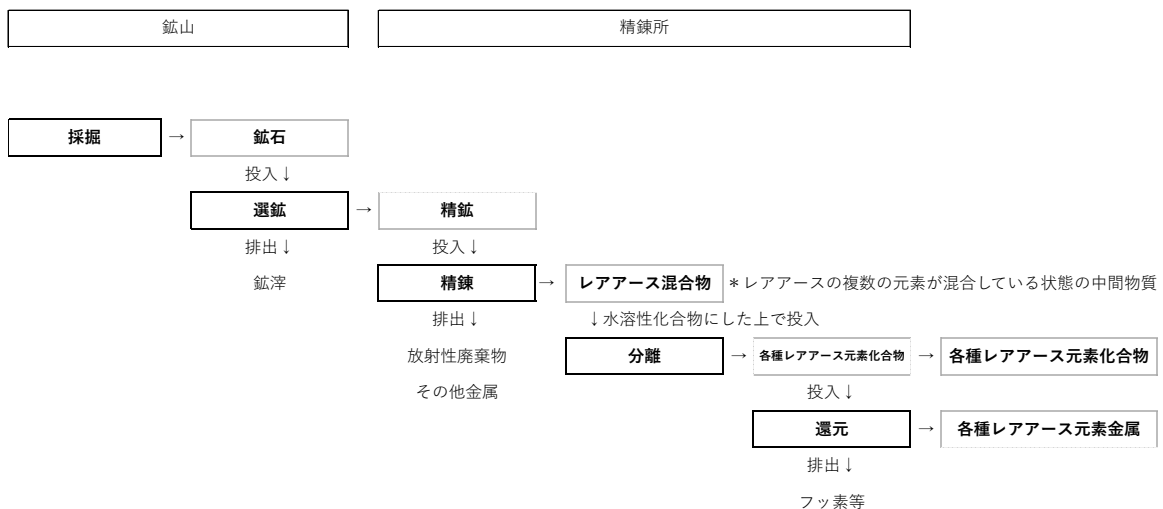 鉱山 精錬所
採掘 → 鉱石
投入↓
選鉱 → 精鉱
排出↓ 投入↓
鉱滓 精錬 → レアアース混合物 *レアアースの複数の元素が混合している状態の中間物質
排出↓ ↓水溶性化合物にした上で投入
放射性廃棄物 分離 → 各種レアアース元素化合物 → 各種レアアース元素化合物
その他金属 投入↓
還元 → 各種レアアース元素金属
排出↓
フッ素等